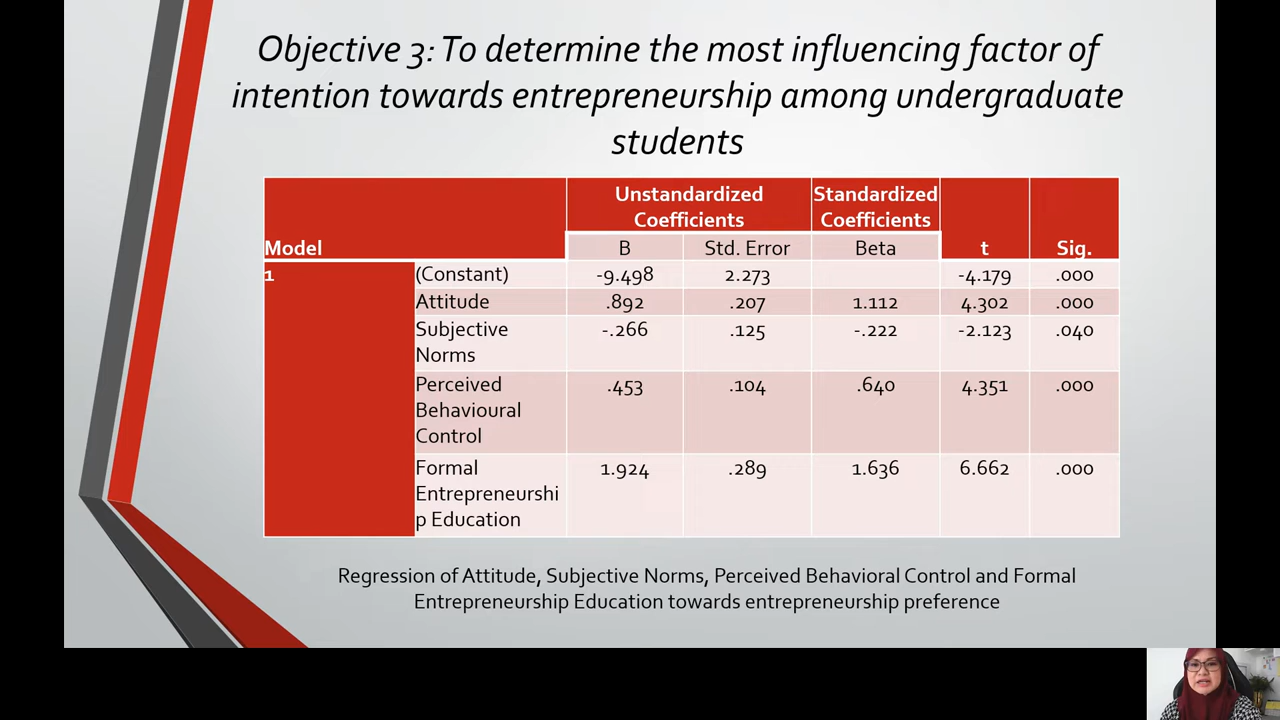 Objective 3: To determine the most influencing factor of
intention towards entrepreneurship among undergraduate
students
Unstandardized Standardized
Coefficients Coefficients
Model B Std. Error Beta t Sig.
1 (Constant) -9.498 2.273 -4.179 .000
Attitude .892 .207 1.112 4.302 .000
Subjective -.266 .125 -.222 -2.123 .040
Norms
Perceived .453 .104 .640 4.351 .000
Behavioural
Control
Formal 1.924 .289 1.636 6.662 .000
Entrepreneurshi
p Education
Regression of Attitude, Subjective Norms, Perceived Behavioral Control and Formal
Entrepreneurship Education towards entrepreneurship preference